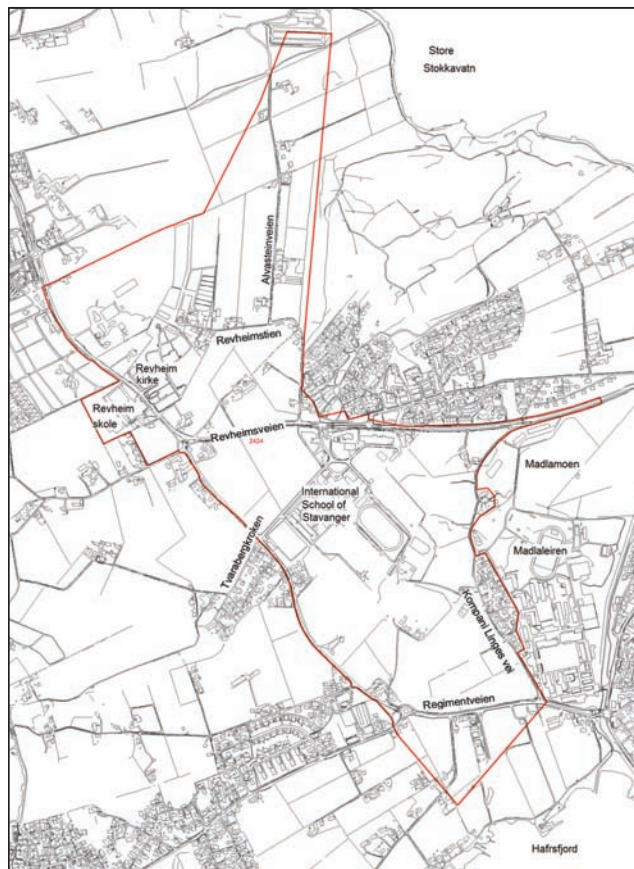 Store
Stokkavatn
Alvasteinveien
Revheimstien
Revheim
kirke
Revheim
skole
Revheimsveien
2424
Madlamoen
International
School of
Stavanger
Madlaleiren
Tvarabergkroken
Kompani Linges vei
Regimentveien
Hafrsfjord